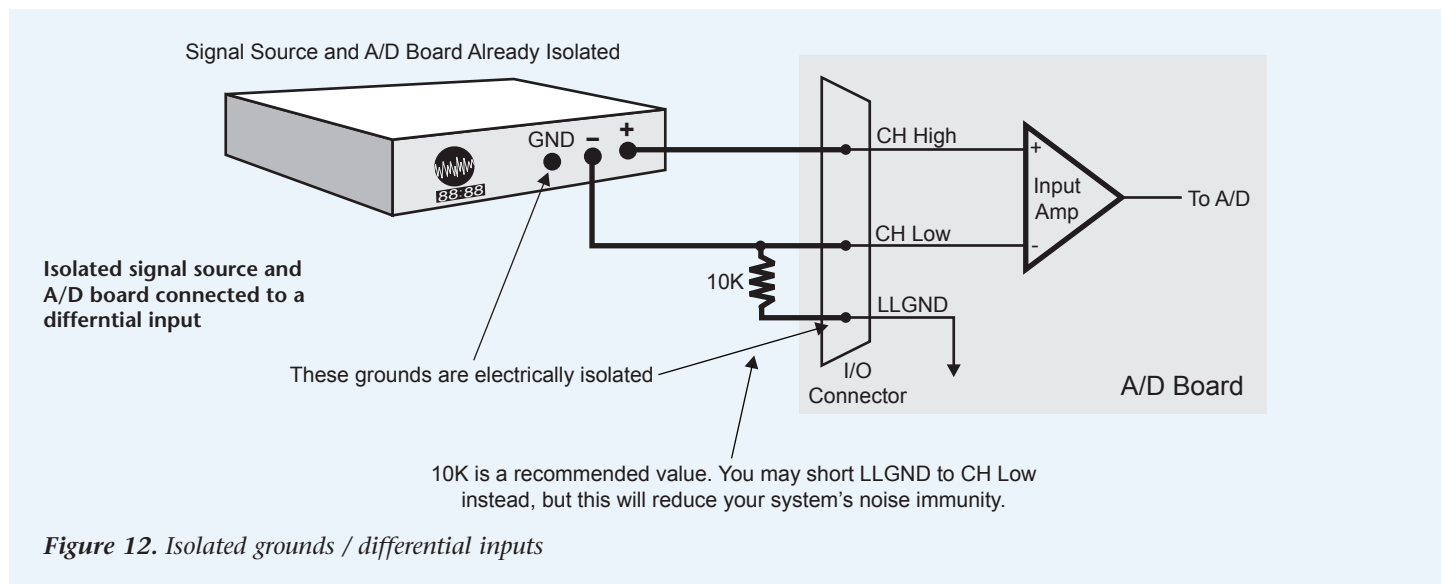 Signal Source and A/D Board Already Isolated
GND
–
+
88:88
CH High
+
Input
Amp
To A/D
CH Low
-
10K
LLGND
Isolated signal source and
A/D board connected to a
differntial input
These grounds are electrically isolated
I/O
Connector
A/D Board
10K is a recommended value. You may short LLGND to CH Low
instead, but this will reduce your system's noise immunity.
Figure 12. Isolated grounds / differential inputs